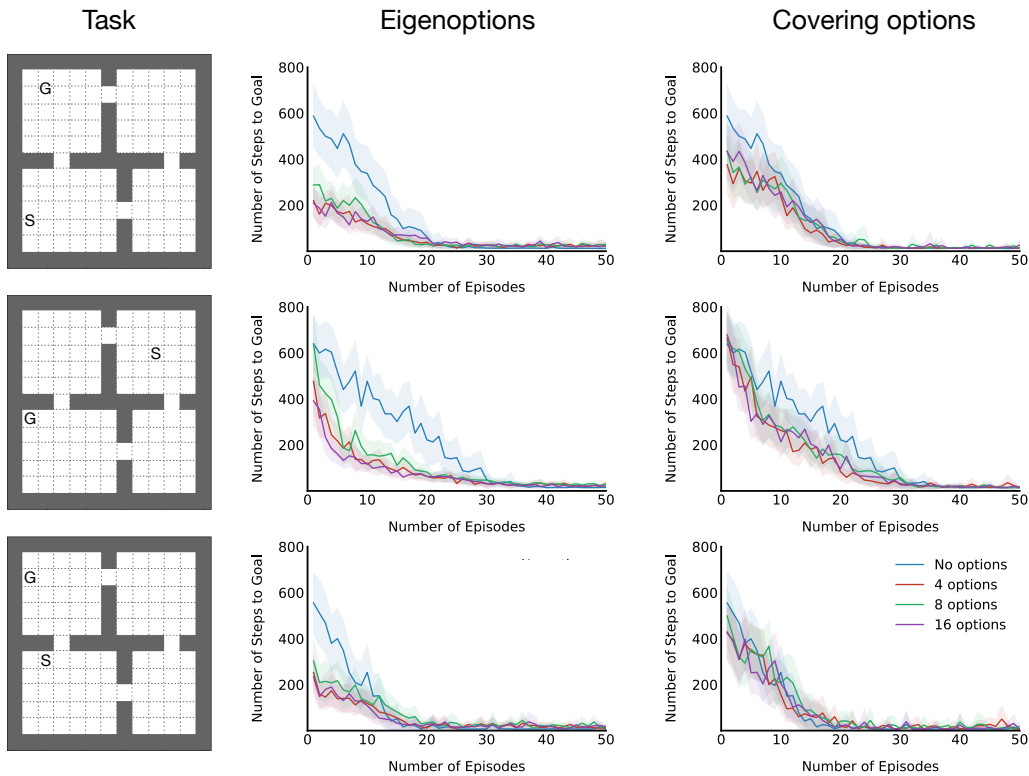 Task Eigenoptions Covering options
G
S
800
600
400
200
0 10 20 30 40 50
Number of Steps to Goal
Number of Episodes
800
600
400
200
0 10 20 30 40 50
Number of Steps to Goal
Number of Episodes
S
G
800
600
400
200
0 10 20 30 40 50
Number of Steps to Goal
Number of Episodes
800
600
400
200
0 10 20 30 40 50
Number of Steps to Goal
Number of Episodes
G
S
800
600
400
200
0 10 20 30 40 50
Number of Steps to Goal
Number of Episodes
800
600
400
200
0 10 20 30 40 50
Number of Steps to Goal
Number of Episodes
No options
4 options
8 options
16 options